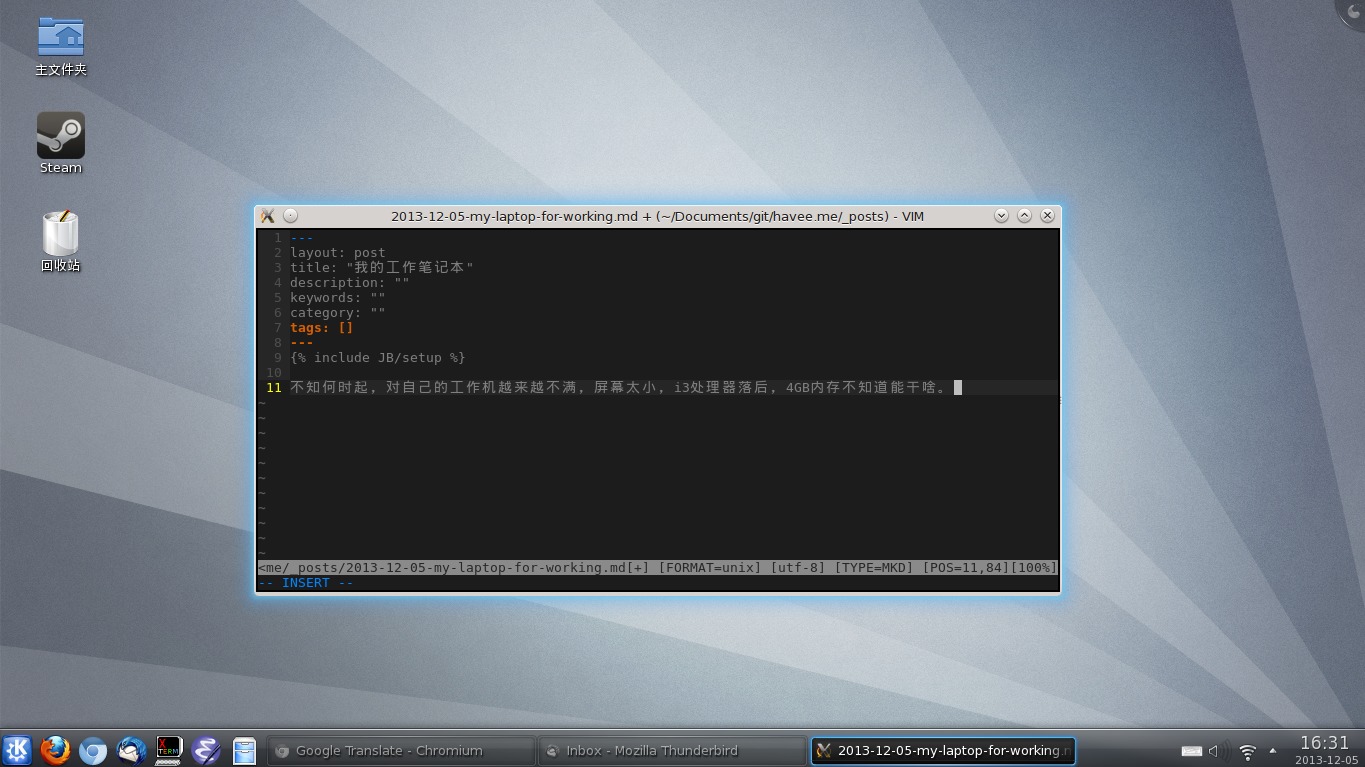 主文件夹
Steam
回收站
2013-12-05-my-laptop-for-working.md + (~/Documents/git/havee.me/_posts) - VIM
1 ---
2 layout: post
3 title: "我的工作笔记本"
4 description: ""
5 keywords: ""
6 category: ""
7 tags: []
8 ---
9 {% include JB/setup %}
10
11 不知何时起，对自己的工作机越来越不满，屏幕太小，i3处理器落后，4GB内存不知道能干啥。
~
~
~
~
~
~
~
~
~
~
~
<me/_posts/2013-12-05-my-laptop-for-working.md[+] [FORMAT=unix] [utf-8] [TYPE=MKD] [POS=11,84][100%]
-- INSERT --
X TERM
Google Translate - Chromium
Inbox - Mozilla Thunderbird
2013-12-05-my-laptop-for-working.m
16:31
2013-12-05